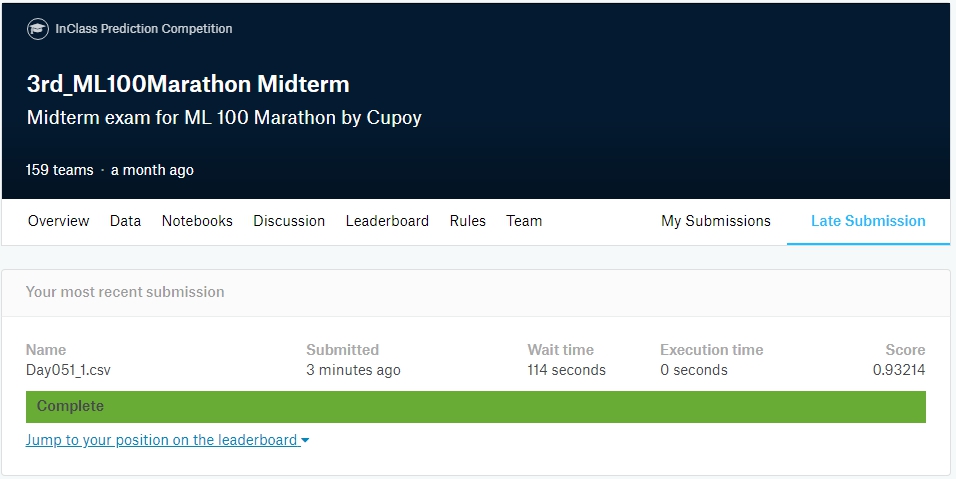 InClass Prediction Competition
3rd_ML100Marathon Midterm
Midterm exam for ML 100 Marathon by Cupoy
159 teams · a month ago
Overview Data Notebooks Discussion Leaderboard Rules Team My Submissions Late Submission
Your most recent submission
Name Submitted Wait time Execution time Score
Day051_1.csv 3 minutes ago 114 seconds 0 seconds 0.93214
Complete
Jump to your position on the leaderboard